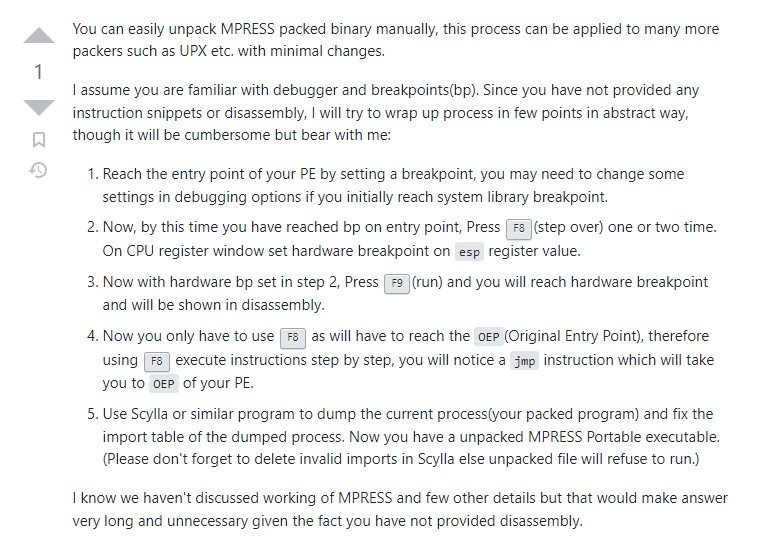 You can easily unpack MPRESS packed binary manually, this process can be applied to many more
packers such as UPX etc. with minimal changes.
1
I assume you are familiar with debugger and breakpoints(bp). Since you have not provided any
instruction snippets or disassembly, I will try to wrap up process in few points in abstract way,
though it will be cumbersome but bear with me:
1. Reach the entry point of your PE by setting a breakpoint, you may need to change some
settings in debugging options if you initially reach system library breakpoint.
2. Now, by this time you have reached bp on entry point, Press F8 (step over) one or two time.
On CPU register window set hardware breakpoint on esp register value.
3. Now with hardware bp set in step 2, Press F9 (run) and you will reach hardware breakpoint
and will be shown in disassembly.
4. Now you only have to use F8 as will have to reach the OEP (Original Entry Point), therefore
using F8 execute instructions step by step, you will notice a jmp instruction which will take
you to OEP of your PE.
5. Use Scylla or similar program to dump the current process(your packed program) and fix the
import table of the dumped process. Now you have a unpacked MPRESS Portable executable.
(Please don't forget to delete invalid imports in Scylla else unpacked file will refuse to run.)
I know we haven't discussed working of MPRESS and few other details but that would make answer
very long and unnecessary given the fact you have not provided disassembly.